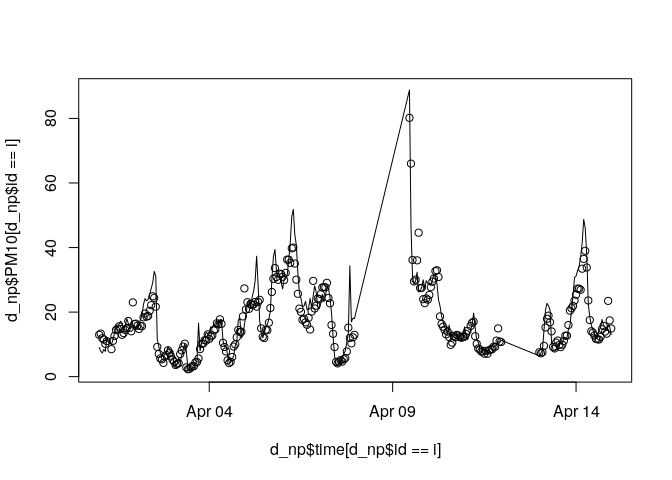 d_np$PM10[d_np$id == i]
80
60
40
20
0
Apr 04 Apr 09 Apr 14
d_np$time[d_np$id == i]